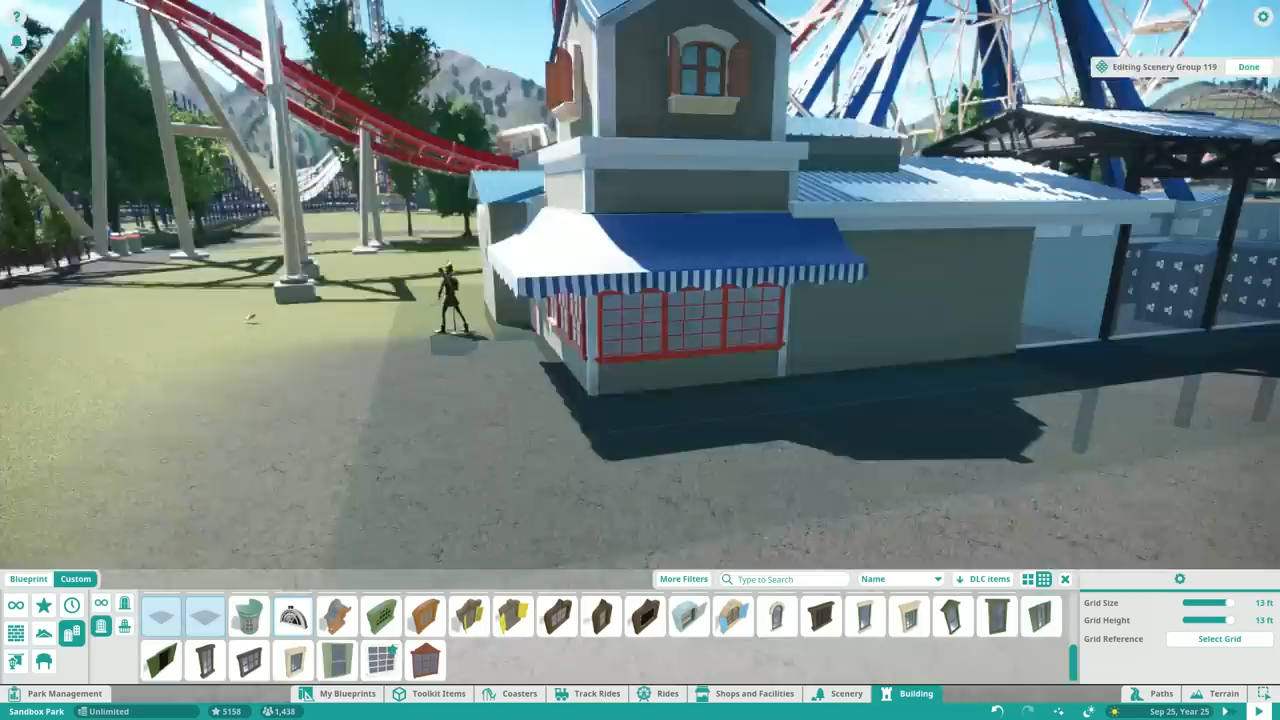 ?
Editing Scenery Group 119 Done
Blueprint Custom More Filters Type to Search Name DLC items
Grid Size 13 ft
Grid Height 13 ft
Grid Reference Select Grid
Park Management My Blueprints Toolkit Items Coasters Track Rides Rides Shops and Facilities Scenery Building Paths Terrain
Sandbox Park Unlimited 5158 1,438 Sep 25, Year 25